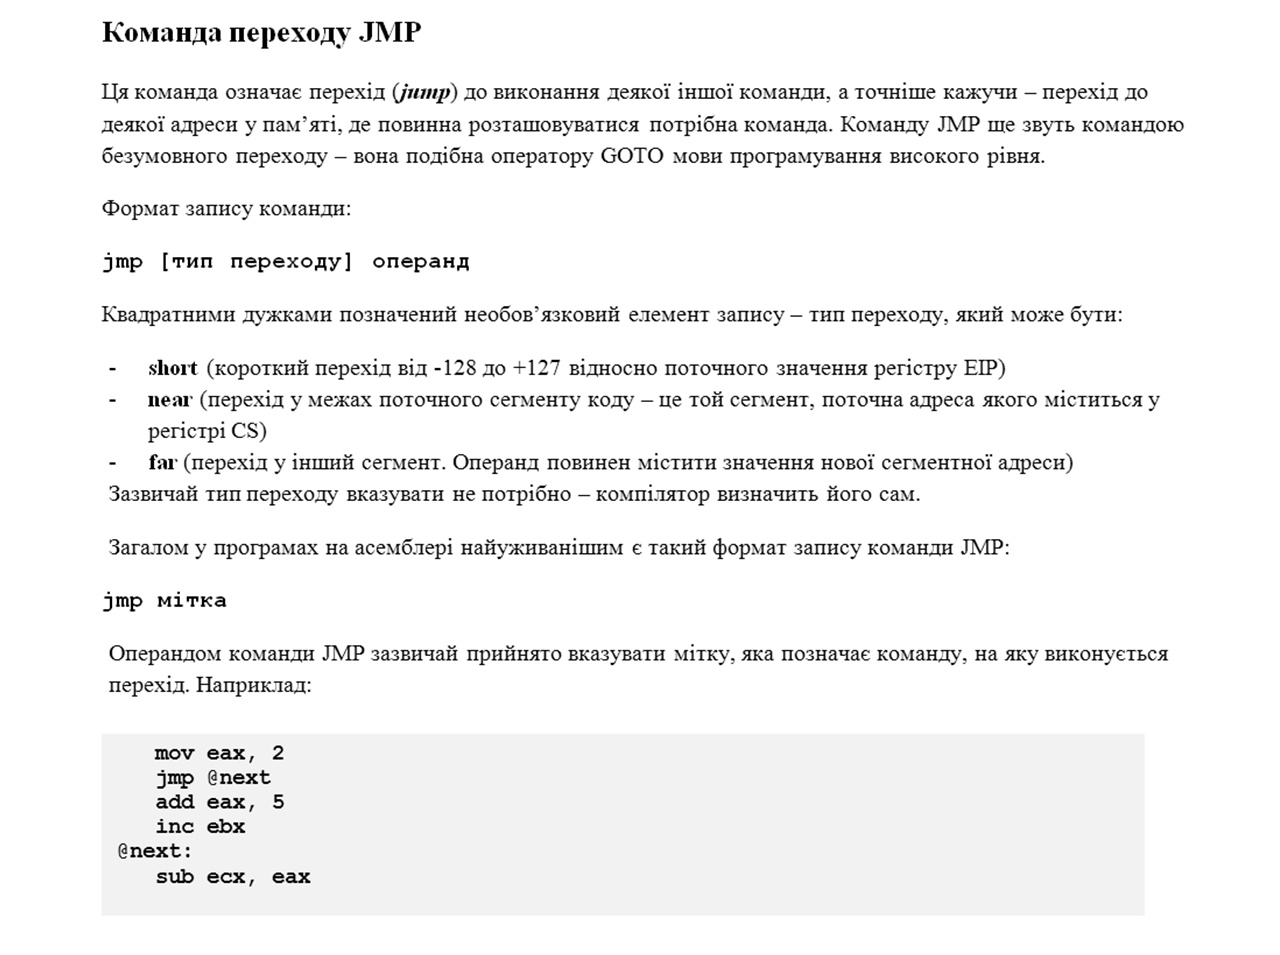 Команда переходу JMP
Ця команда означає перехід (jump) до виконання деякої іншої команди, а точніше кажучи – перехід до
деякої адреси у пам’яті, де повинна розташовуватися потрібна команда. Команду JMP ще звуть командою
безумовного переходу – вона подібна оператору GOTO мови програмування високого рівня.
Формат запису команди:
jmp [тип переходу] операнд
Квадратними дужками позначений необов’язковий елемент запису – тип переходу, який може бути:
- short (короткий перехід від -128 до +127 відносно поточного значення регістру EIP)
- near (перехід у межах поточного сегменту коду – це той сегмент, поточна адреса якого міститься у
регістрі CS)
- far (перехід у інший сегмент. Операнд повинен містити значення нової сегментної адреси)
Зазвичай тип переходу вказувати не потрібно – компілятор визначить його сам.
Загалом у програмах на асемблері найуживанішим є такий формат запису команди JMP:
jmp мітка
Операндом команди JMP зазвичай прийнято вказувати мітку, яка позначає команду, на яку виконується
перехід. Наприклад:
mov eax, 2
jmp @next
add eax, 5
inc ebx
@next:
sub ecx, eax